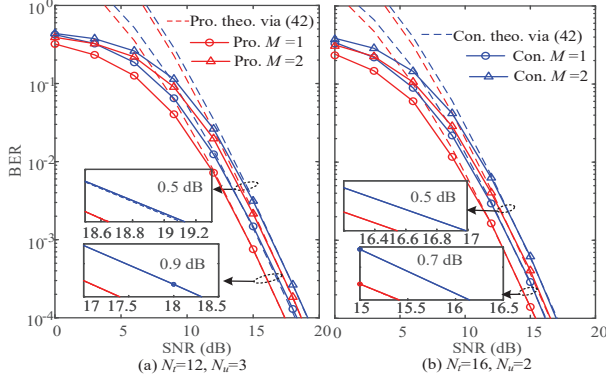 BER
10^0
10^-1
10^-2
10^-3
10^-4
Pro. theo. via (42)
Pro. M=1
Pro. M=2
0.5 dB
18.6 18.8 19 19.2
0.9 dB
17 17.5 18 18.5
0 5 10 15 20
SNR (dB)
(a) N_t=12, N_u=3
Con. theo. via (42)
Con. M=1
Con. M=2
0.5 dB
16.4 16.6 16.8 17
0.7 dB
15 15.5 16 16.5
0 5 10 15 20
SNR (dB)
(b) N_t=16, N_u=2